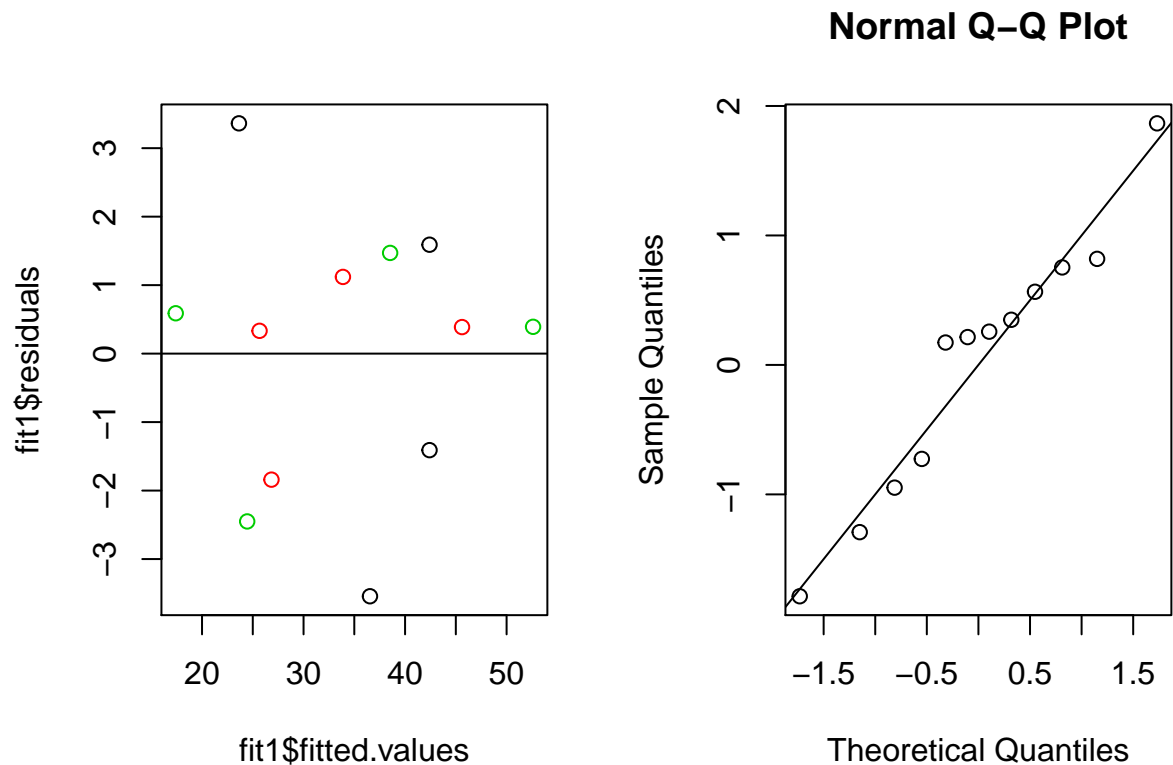 fit1$residuals
3
2
1
0
−1
−2
−3
20 30 40 50
fit1$fitted.values
Normal Q−Q Plot
Sample Quantiles
2
1
0
−1
−1.5 −0.5 0.5 1.5
Theoretical Quantiles